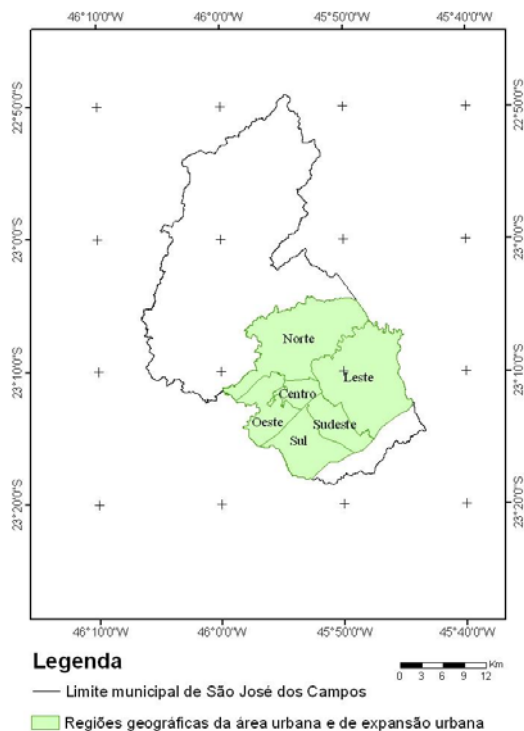 46°10'0"W 46°0'0"W 45°50'0"W 45°40'0"W
22°50'0"S 22°50'0"S
23°0'0"S 23°0'0"S
Norte
23°10'0"S 23°10'0"S
Leste
Centro
Oeste
Sudeste
Sul
23°20'0"S 23°20'0"S
46°10'0"W 46°0'0"W 45°50'0"W 45°40'0"W
Legenda
Km
0 3 6 9 12
Limite municipal de São José dos Campos
Regiões geográficas da área urbana e de expansão urbana